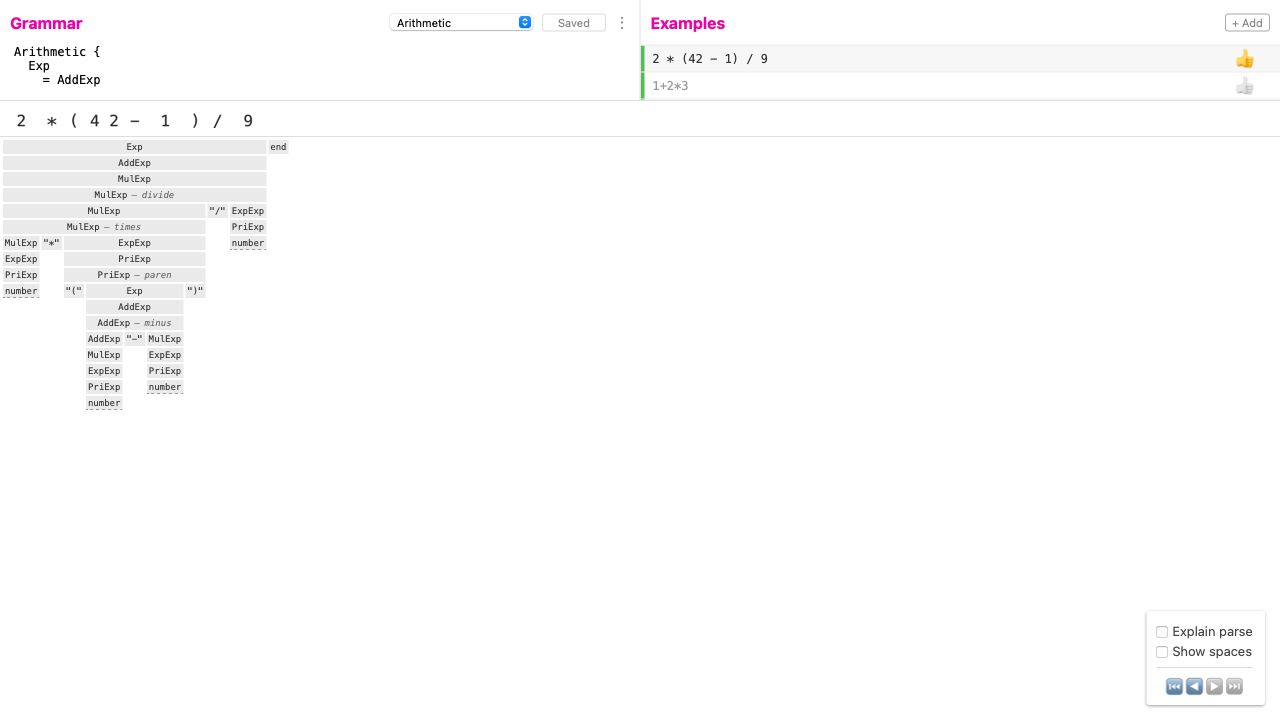 Grammar
Arithmetic
Saved
Arithmetic {
Exp
= AddExp
Examples
+ Add
2 * (42 - 1) / 9
1+2*3
2 * ( 4 2 - 1 ) / 9
Exp end
AddExp
MulExp
MulExp — divide
MulExp "/" ExpExp
MulExp — times PriExp
MulExp "*" ExpExp number
ExpExp PriExp
PriExp PriExp — paren
number "(" Exp ")"
AddExp
AddExp — minus
AddExp "-" MulExp
MulExp ExpExp
ExpExp PriExp
PriExp number
number
Explain parse
Show spaces